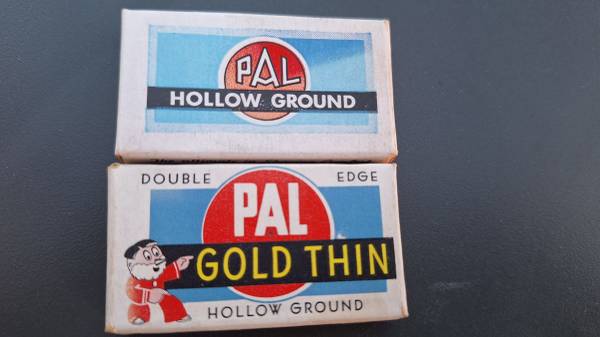 PAL
HOLLOW GROUND
DOUBLE EDGE
PAL
GOLD THIN
HOLLOW GROUND